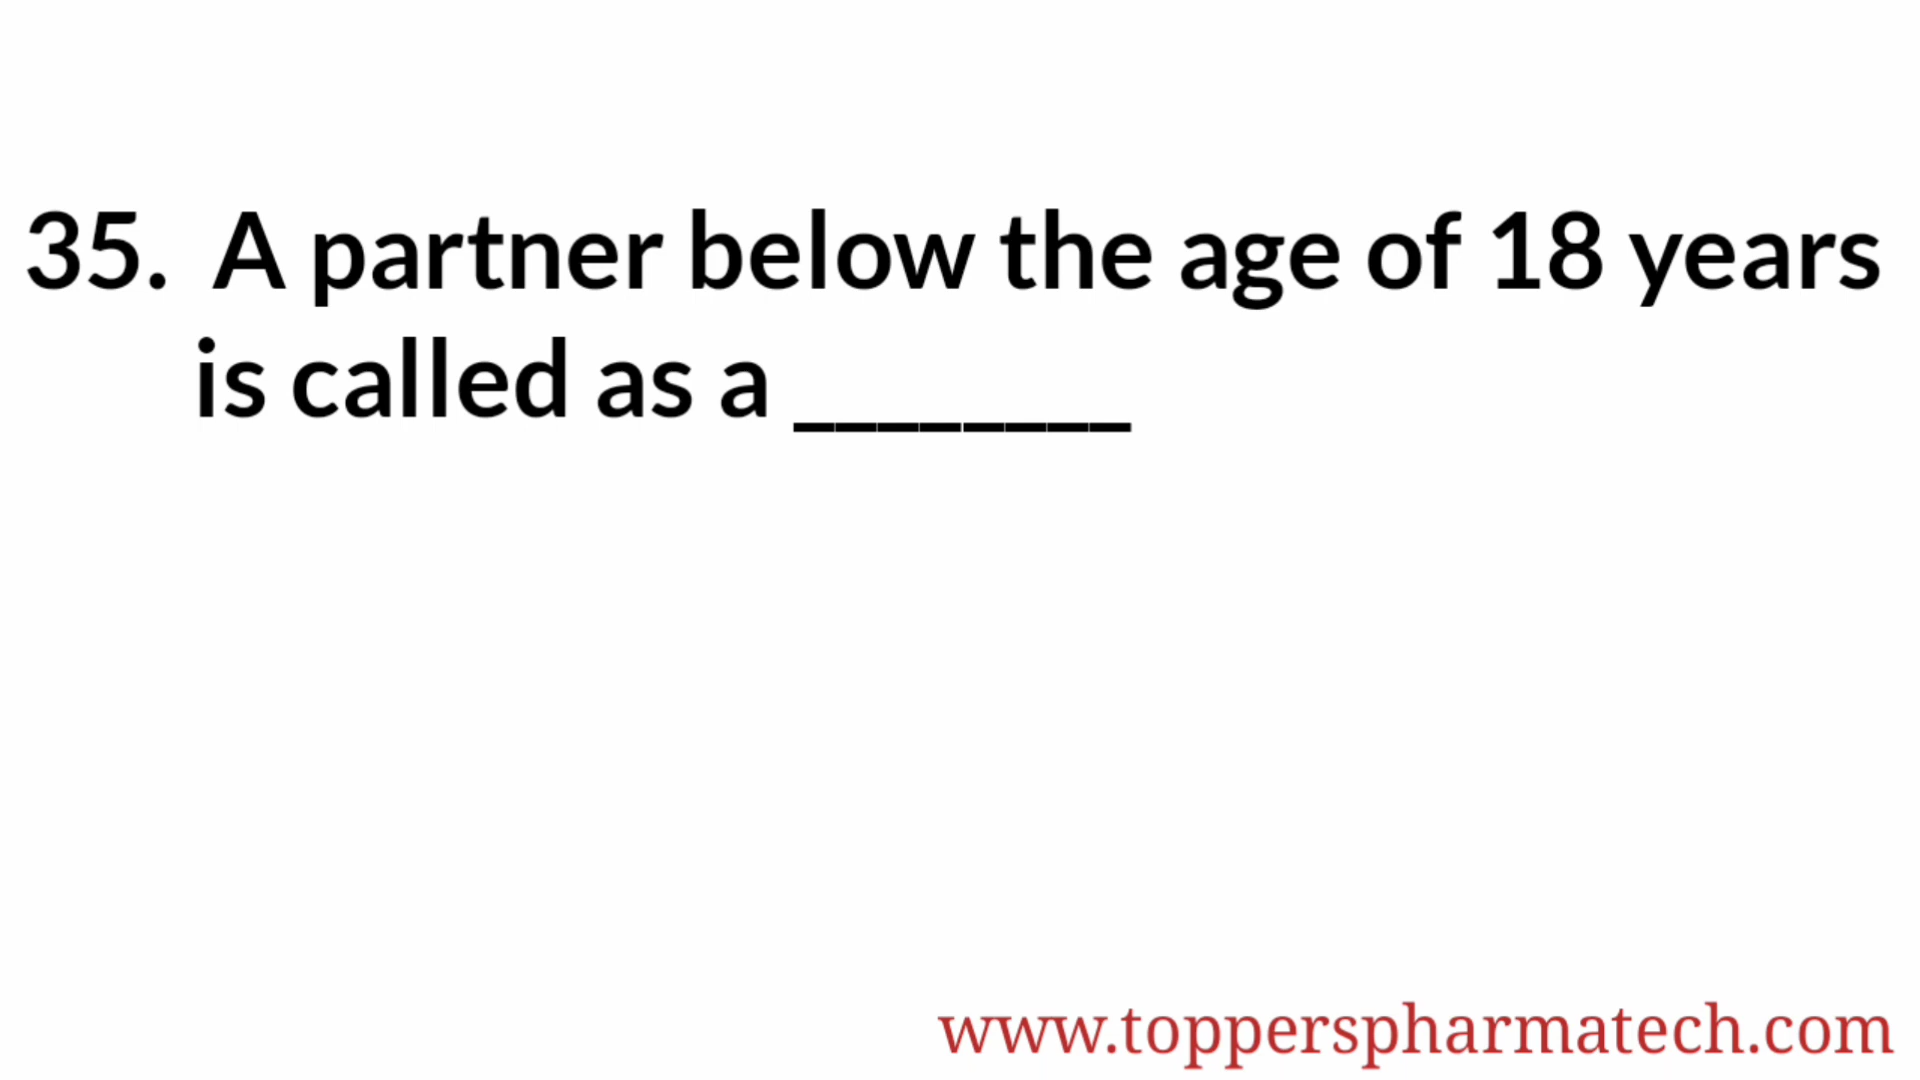 35. A partner below the age of 18 years
is called as a ________
www.topperspharmatech.com